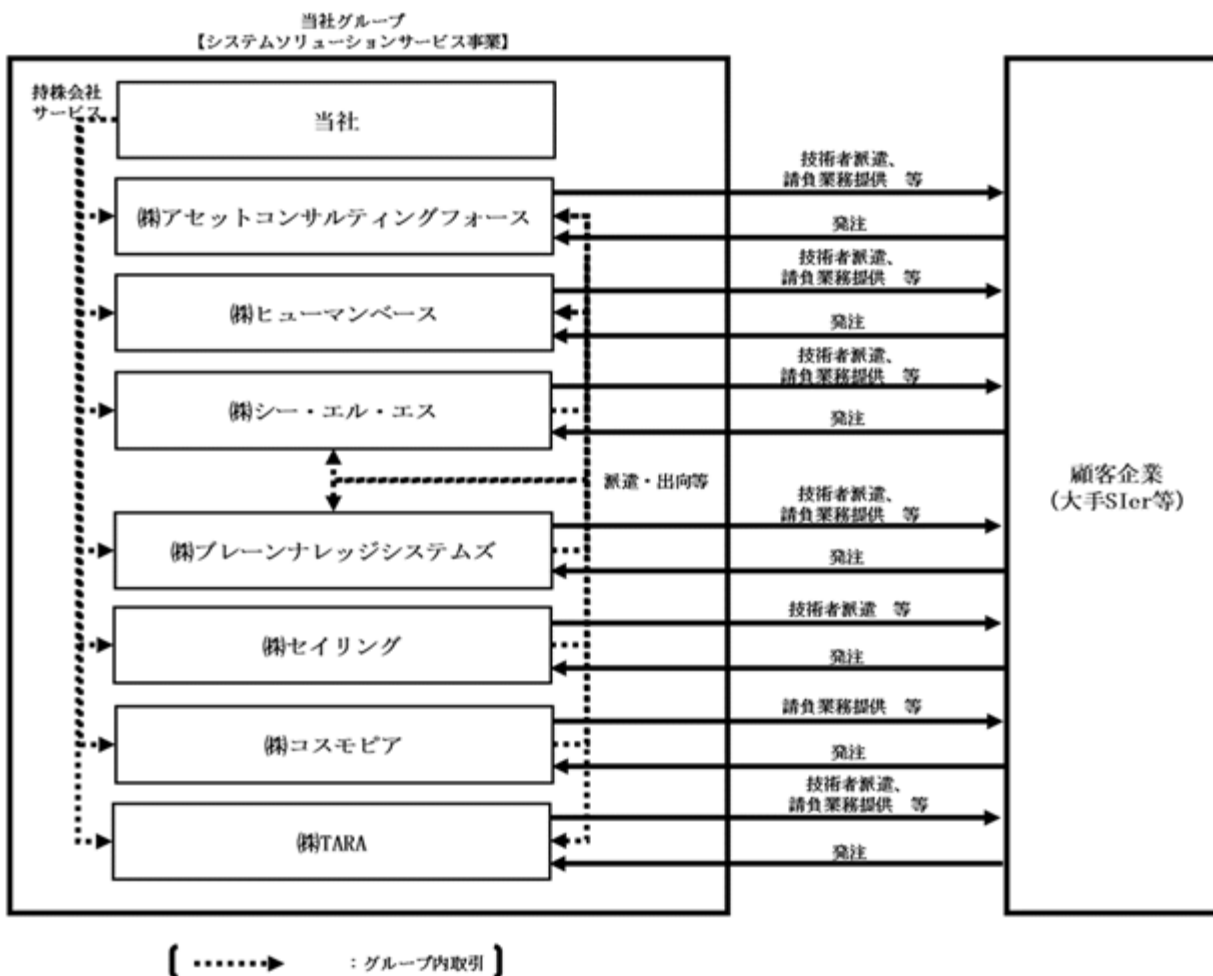 当社グループ
【システムソリューションサービス事業】
持株会社
サービス
当社
㈱アセットコンサルティングフォース
技術者派遣、
請負業務提供　等
発注
㈱ヒューマンベース
技術者派遣、
請負業務提供　等
発注
㈱シー・エル・エス
技術者派遣、
請負業務提供　等
発注
派遣・出向等
㈱ブレーンナレッジシステムズ
技術者派遣、
請負業務提供　等
発注
㈱セイリング
技術者派遣　等
発注
㈱コスモピア
請負業務提供　等
発注
㈱TARA
技術者派遣、
請負業務提供　等
発注
顧客企業
(大手SIer等)
：グループ内取引